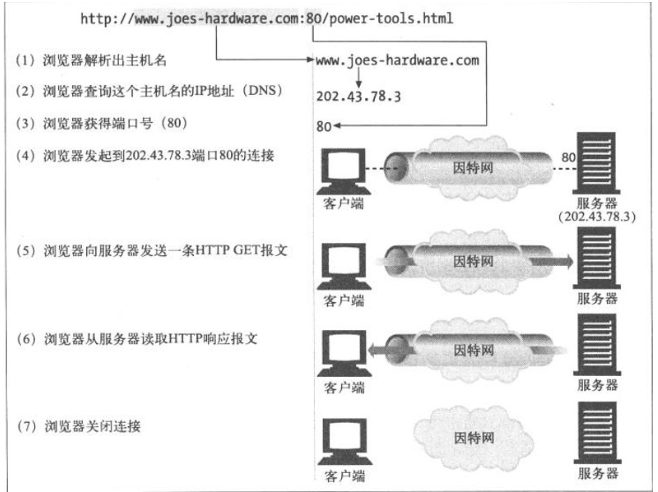 http://www.joes-hardware.com:80/power-tools.html
(1) 浏览器解析出主机名
www.joes-hardware.com
(2) 浏览器查询这个主机名的IP地址（DNS）
202.43.78.3
(3) 浏览器获得端口号（80）
80
(4) 浏览器发起到202.43.78.3端口80的连接
因特网
80
客户端
服务器
(202.43.78.3)
(5) 浏览器向服务器发送一条HTTP GET报文
因特网
客户端
服务器
(6) 浏览器从服务器读取HTTP响应报文
因特网
客户端
服务器
(7) 浏览器关闭连接
因特网
客户端
服务器